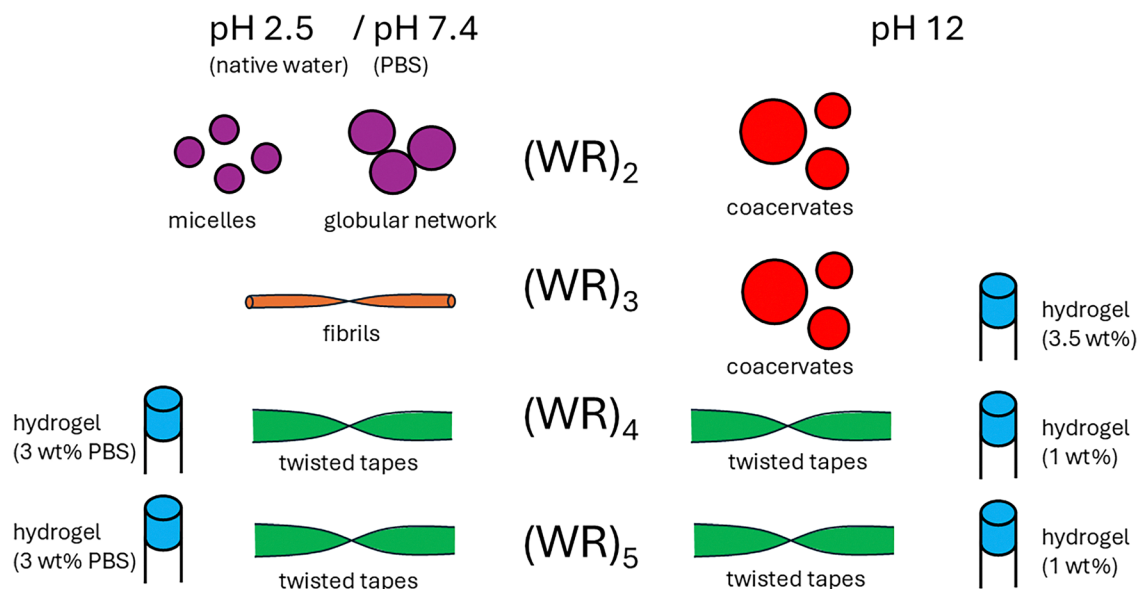 pH 2.5 / pH 7.4
(native water) (PBS)
pH 12
micelles
globular network
(WR)2
coacervates
fibrils
(WR)3
coacervates
hydrogel
(3.5 wt%)
hydrogel
(3 wt% PBS)
twisted tapes
(WR)4
twisted tapes
hydrogel
(1 wt%)
hydrogel
(3 wt% PBS)
twisted tapes
(WR)5
twisted tapes
hydrogel
(1 wt%)